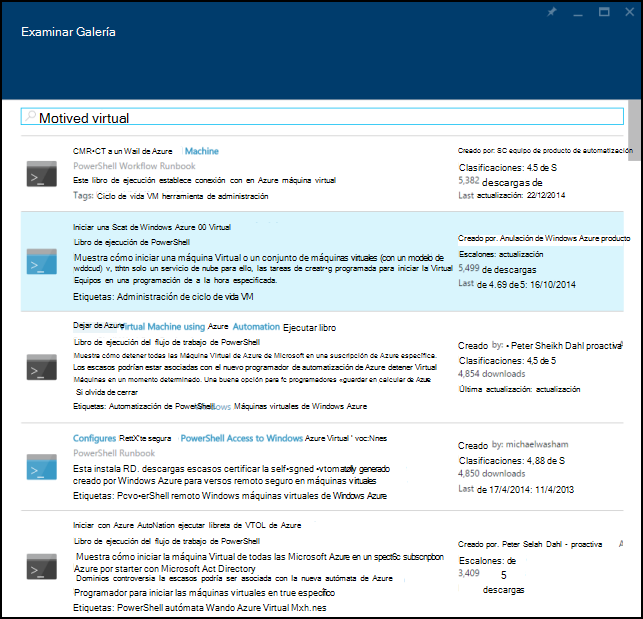 Examinar Galería
Motived virtual
CMR•CT a un Wail de Azure Machine
PowerShell Workflow Runbook
Este libro de ejecución establece conexión con en Azure máquina virtual
Tags: Ciclo de vida VM herramienta de administración
Creado por: SC equipo de producto de automatización
Clasificaciones: 4,5 de S
5,382 descargas de
Last actualización: 22/12/2014
Iniciar una Scat de Windows Azure 00 Virtual
Libro de ejecución de PowerShell
Muestra cómo iniciar una máquina Virtual o un conjunto de máquinas virtuales (con un modelo de
wddcud) v, tthtn solo un servicio de nube para ello, las tareas de creatr•g programada para iniciar la Virtual
Equipos en una programación de a la hora especificada.
Etiquetas: Administración de ciclo de vida VM
Creado por. Anulación de Windows Azure producto
Escalones: actualización
5,499 de descargas
Last de 4.69 de 5: 16/10/2014
Dejar de Azure Virtual Machine using Azure Automation Ejecutar libro
Libro de ejecución del flujo de trabajo de PowerShell
Muestre cómo detener todas las Máquina Virtual de Azure de Microsoft en una suscripción de Azure específica.
Los escasos podrían estar asociadas con el nuevo programador de automatización de Azure detener Virtual
Máquinas en un momento determinado. Una buena opción para fc programadores «guardar en calcular de Azure
Si olvida de cerrar
Etiquetas: Automatización de PowerShell Máquinas virtuales de Windows Azure
Creado by: • Peter Sheikh Dahl proactiva
Clasificaciones: 4,5 de 5
4,854 downloads
Última actualización: actualización
Configures RettX'te segura PowerShell Access to Windows Azure Virtual ' voc:Nnes
PowerShell Runbook
Esta instala RD. descargas escasos certificar la self•sgned •vtomatelly generado
creado por Windows Azure para versos remoto seguro en máquinas virtuales
Etiquetas: Pcvo•erShell remoto Windows máquinas virtuales de Windows Azure
Creado by: michaelwasham
Clasificaciones: 4,88 de S
4,850 downloads
Last de 17/4/2014: 11/4/2013
Iniciar con Azure AutoNation ejecutar libreta de VTOL de Azure
Libro de ejecución del flujo de trabajo de PowerShell
Muestra cómo iniciar la máquina Virtual de todas las Microsoft Azure en un spect6c subscnpbon
Azure por starter con Microsoft Act Directory
Dominios controversia la escasos podría ser asociada con la nueva autómata de Azure
Programador para iniciar las máquinas virtuales en true específico
Etiquetas: PowerShell autómata Wando Azure Virtual Mxh.nes
Creado por. Peter Selah Dahl - proactiva
Escalones: de
3,409 5
descargas